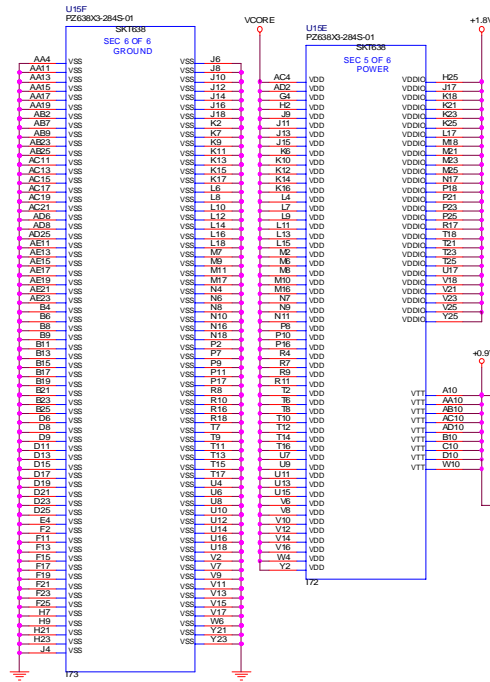 U15F
PZ638X3-284S-01
SKT638
SEC 6 OF 6
GROUND
AA4 VSS VSS J6
AA11 VSS VSS J8
AA13 VSS VSS J10
AA15 VSS VSS J12
AA17 VSS VSS J14
AA19 VSS VSS J16
AB2 VSS VSS J18
AB7 VSS VSS K2
AB9 VSS VSS K7
AB23 VSS VSS K9
AB25 VSS VSS K11
AC11 VSS VSS K13
AC13 VSS VSS K15
AC15 VSS VSS K17
AC17 VSS VSS L6
AC19 VSS VSS L8
AC21 VSS VSS L10
AD6 VSS VSS L12
AD8 VSS VSS L14
AD25 VSS VSS L16
AE11 VSS VSS L18
AE13 VSS VSS M7
AE15 VSS VSS M9
AE17 VSS VSS M11
AE19 VSS VSS M17
AE21 VSS VSS N4
AE23 VSS VSS N6
B4 VSS VSS N8
B6 VSS VSS N10
B8 VSS VSS N16
B9 VSS VSS N18
B11 VSS VSS P2
B13 VSS VSS P7
B15 VSS VSS P9
B17 VSS VSS P11
B19 VSS VSS P17
B21 VSS VSS R8
B23 VSS VSS R10
B25 VSS VSS R16
D6 VSS VSS R18
D8 VSS VSS T7
D9 VSS VSS T9
D11 VSS VSS T11
D13 VSS VSS T13
D15 VSS VSS T15
D17 VSS VSS T17
D19 VSS VSS U4
D21 VSS VSS U6
D23 VSS VSS U8
D25 VSS VSS U10
E4 VSS VSS U12
F2 VSS VSS U14
F11 VSS VSS U16
F13 VSS VSS U18
F15 VSS VSS V2
F17 VSS VSS V7
F19 VSS VSS V9
F21 VSS VSS V11
F23 VSS VSS V13
F25 VSS VSS V15
H7 VSS VSS V17
H9 VSS VSS W6
H21 VSS VSS Y21
H23 VSS VSS Y23
J4 VSS
I73
VCORE
U15E
PZ638X3-284S-01
SKT638
SEC 5 OF 6
POWER
+1.8V
AC4 VDD VDDIO H25
AD2 VDD VDDIO J17
G4 VDD VDDIO K18
H2 VDD VDDIO K21
J9 VDD VDDIO K23
J11 VDD VDDIO K25
J13 VDD VDDIO L17
J15 VDD VDDIO M18
K6 VDD VDDIO M21
K10 VDD VDDIO M23
K12 VDD VDDIO M25
K14 VDD VDDIO N17
K16 VDD VDDIO P18
L4 VDD VDDIO P21
L7 VDD VDDIO P23
L9 VDD VDDIO P25
L11 VDD VDDIO R17
L13 VDD VDDIO T18
L15 VDD VDDIO T21
M2 VDD VDDIO T23
M6 VDD VDDIO T25
M8 VDD VDDIO U17
M10 VDD VDDIO V18
M16 VDD VDDIO V21
N7 VDD VDDIO V23
N9 VDD VDDIO V25
N11 VDD VDDIO Y25
P8 VDD
P10 VDD
P16 VDD
+0.9
R4 VDD
R7 VDD
R9 VDD
R11 VDD
T2 VDD VTT A10
T6 VDD VTT AA10
T8 VDD VTT AB10
T10 VDD VTT AC10
T12 VDD VTT AD10
T14 VDD VTT B10
T16 VDD VTT C10
U7 VDD VTT D10
U9 VDD VTT W10
U11 VDD
U13 VDD
U15 VDD
V6 VDD
V8 VDD
V10 VDD
V12 VDD
V14 VDD
V16 VDD
W4 VDD
Y2 VDD
I72